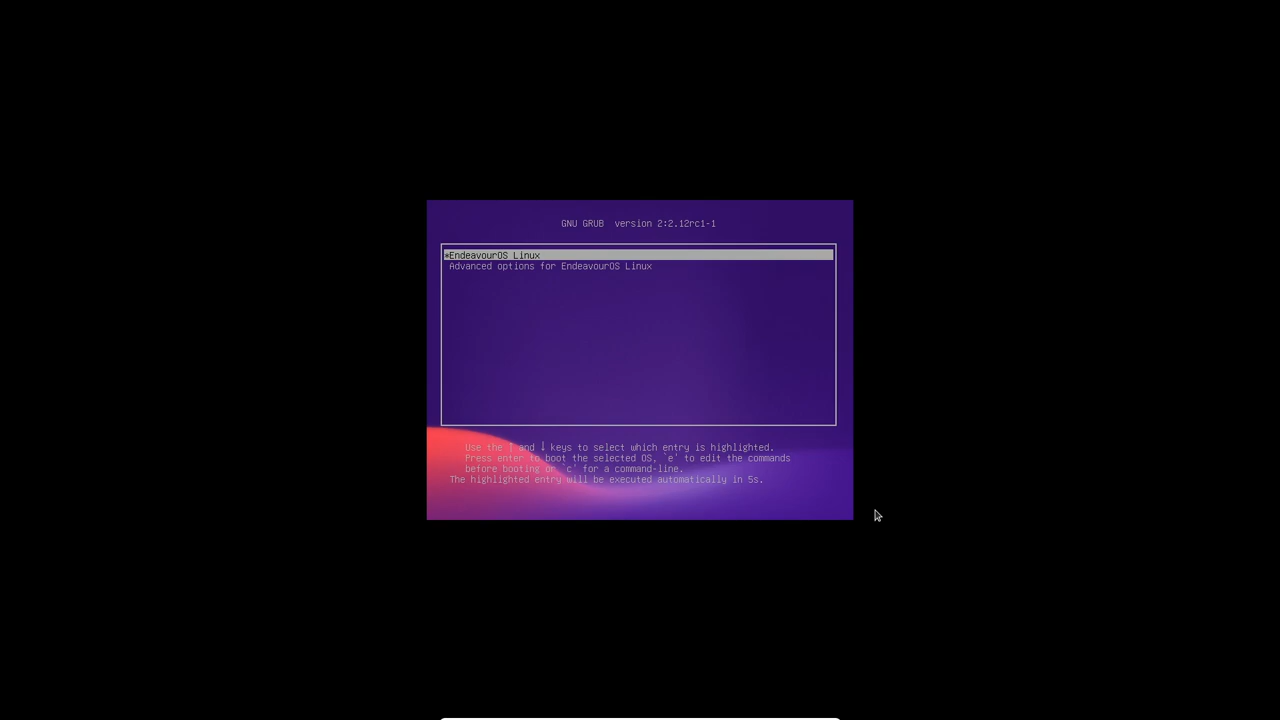 GNU GRUB  version 2:2.12rc1-1
*EndeavourOS Linux
Advanced options for EndeavourOS Linux
Use the ↑ and ↓ keys to select which entry is highlighted.
Press enter to boot the selected OS, `e' to edit the commands
before booting or `c' for a command-line.
The highlighted entry will be executed automatically in 5s.